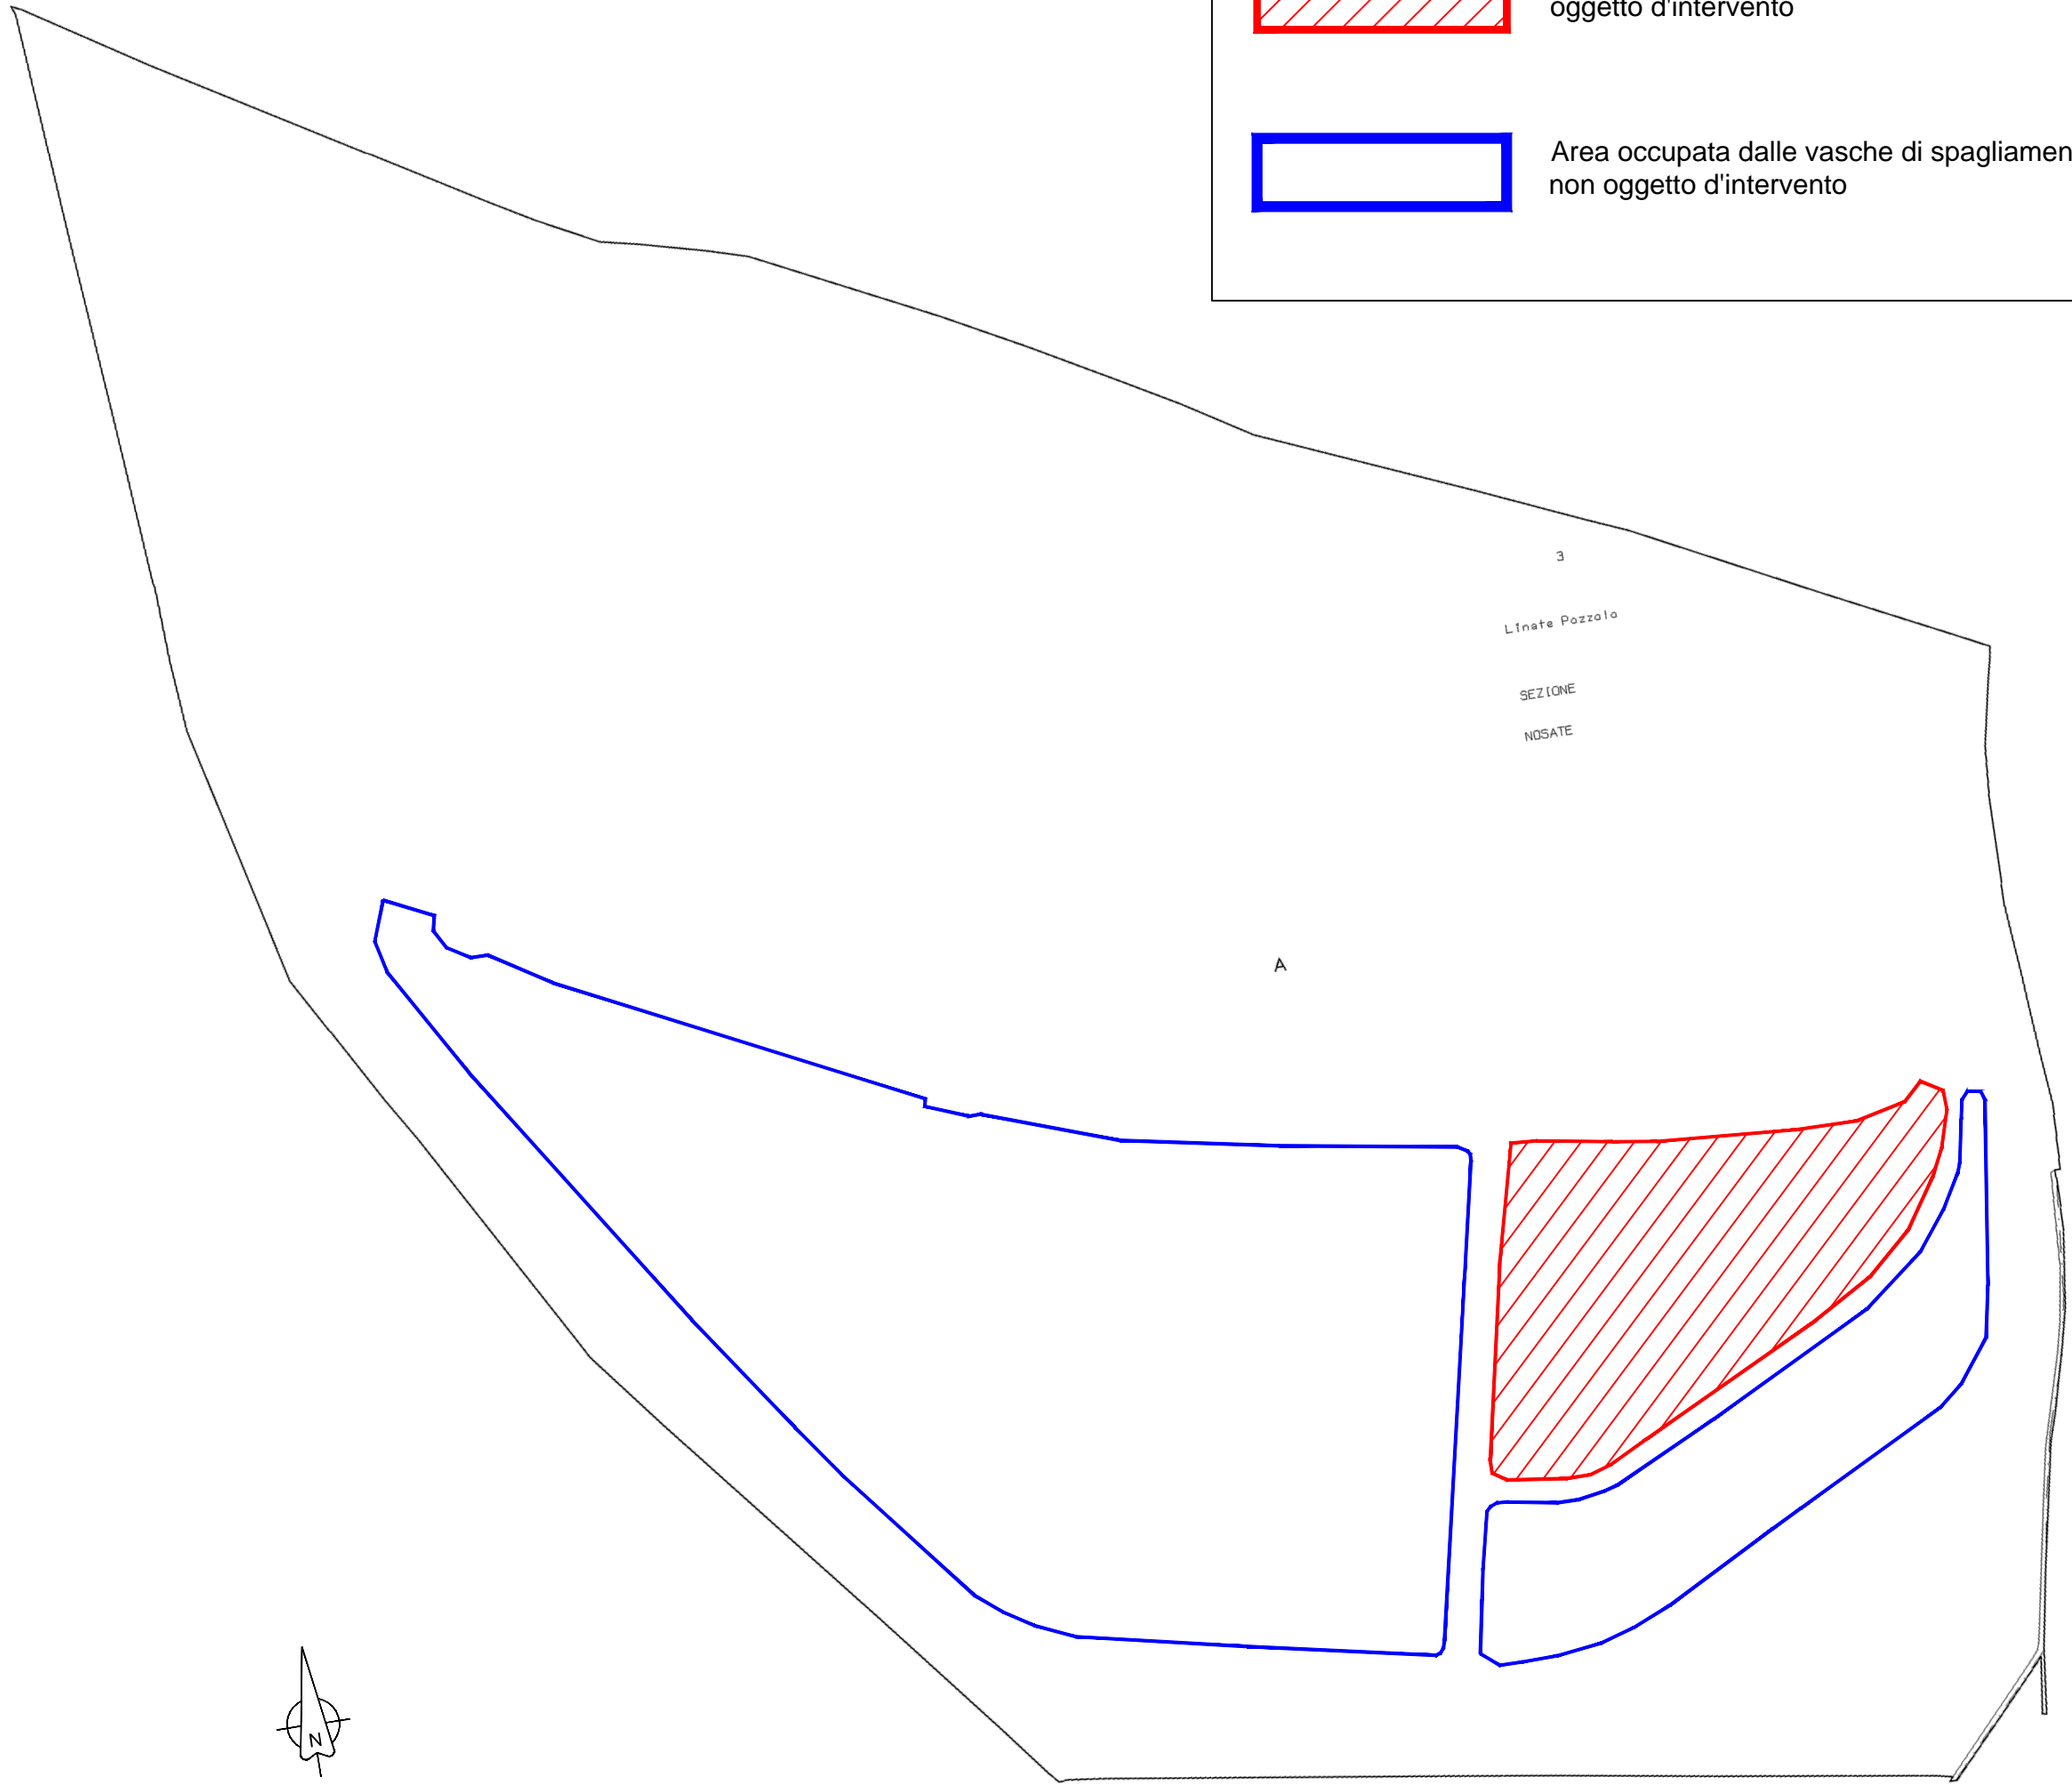 oggetto d'intervento
Area occupata dalle vasche di spagliamen
non oggetto d'intervento
3
Linate Pozzolo
SEZIONE
NOSATE
A
N